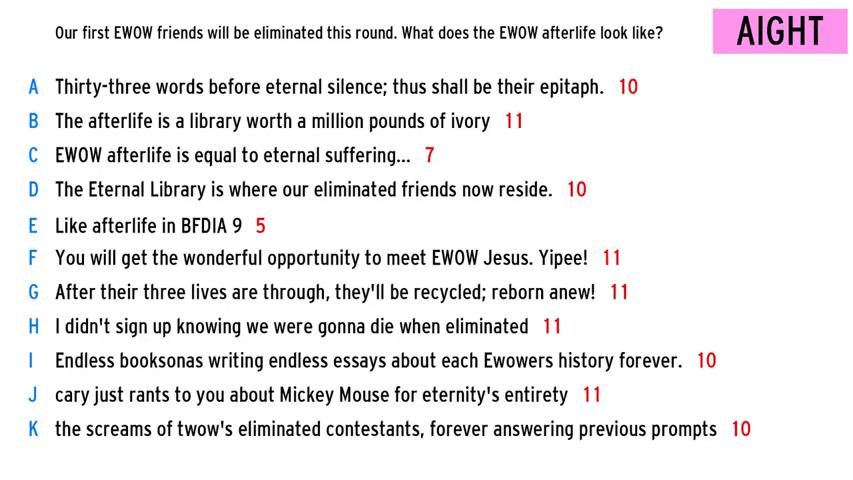 Our first EWOW friends will be eliminated this round. What does the EWOW afterlife look like?
AIGHT
A Thirty-three words before eternal silence; thus shall be their epitaph. 10
B The afterlife is a library worth a million pounds of ivory 11
C EWOW afterlife is equal to eternal suffering... 7
D The Eternal Library is where our eliminated friends now reside. 10
E Like afterlife in BFDIA 9 5
F You will get the wonderful opportunity to meet EWOW Jesus. Yipee! 11
G After their three lives are through, they'll be recycled; reborn anew! 11
H I didn't sign up knowing we were gonna die when eliminated 11
I Endless booksonas writing endless essays about each Ewowers history forever. 10
J cary just rants to you about Mickey Mouse for eternity's entirety 11
K the screams of twow's eliminated contestants, forever answering previous prompts 10